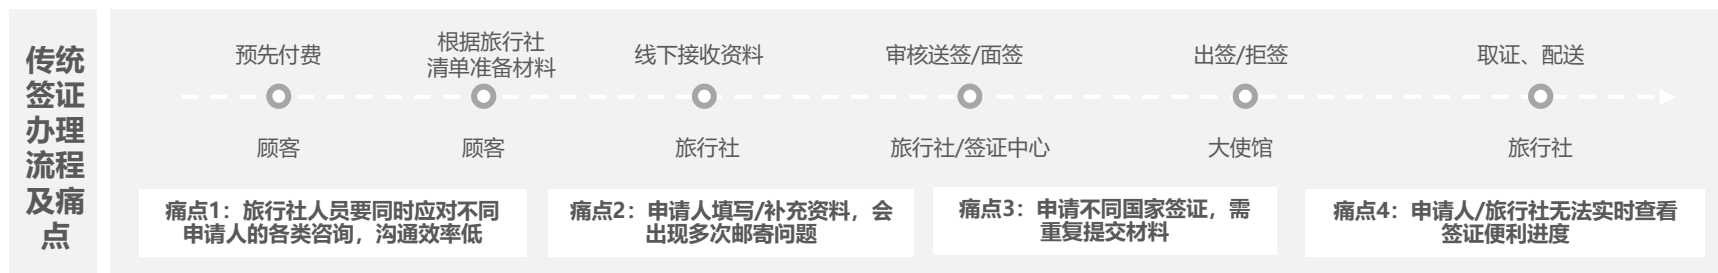 传统
签证
办理
流程
及痛
点
预先付费
根据旅行社
清单准备材料
线下接收资料
审核送签/面签
出签/拒签
取证、配送
顾客
顾客
旅行社
旅行社/签证中心
大使馆
旅行社
痛点1：旅行社人员要同时应对不同
申请人的各类咨询，沟通效率低
痛点2：申请人填写/补充资料，会
出现多次邮寄问题
痛点3：申请不同国家签证，需
重复提交材料
痛点4：申请人/旅行社无法实时查看
签证便利进度